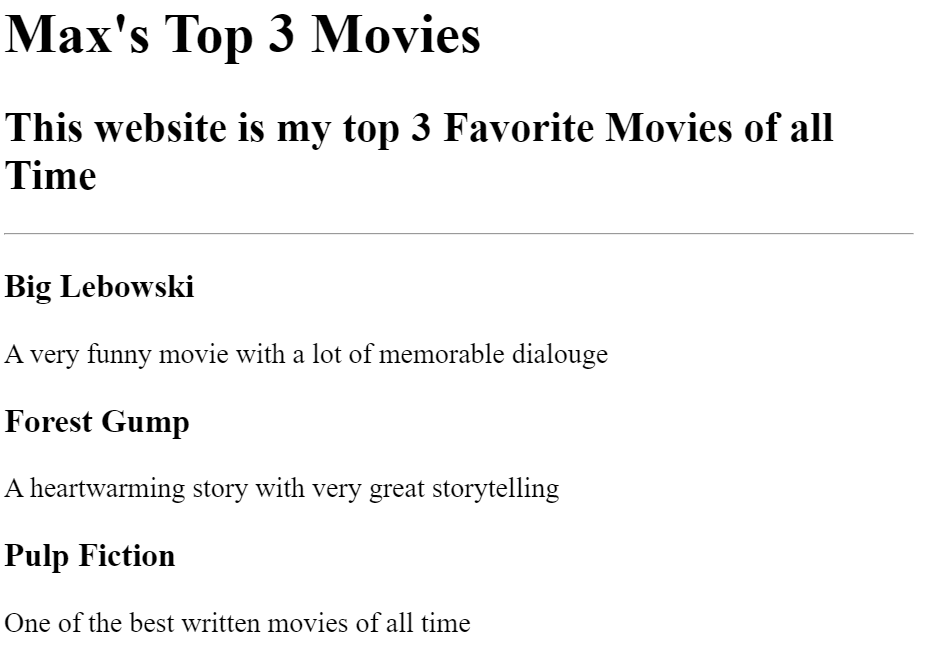 Max's Top 3 Movies
This website is my top 3 Favorite Movies of all
Time
Big Lebowski
A very funny movie with a lot of memorable dialouge
Forest Gump
A heartwarming story with very great storytelling
Pulp Fiction
One of the best written movies of all time